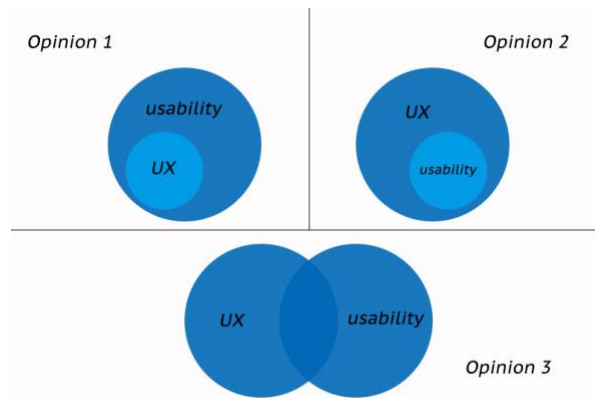 Opinion 1
usability
UX
Opinion 2
UX
usability
UX
usability
Opinion 3